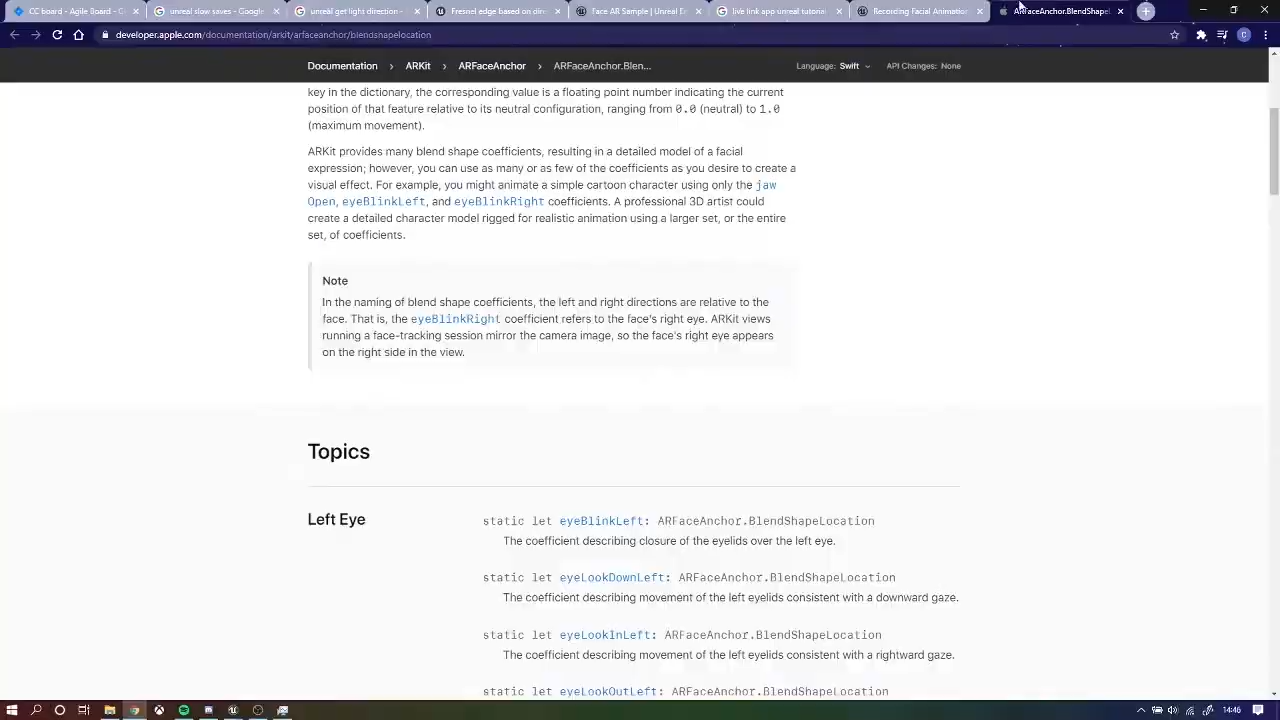 CC board - Agile Board - C
unreal slow saves - Google
unreal get light direction -
Fresnel edge based on direc
Face AR Sample | Unreal E
live link app unreal tutorial
Recording Facial Animation
ARFaceAnchor.BlendShapeL
developer.apple.com/documentation/arkit/arfaceanchor/blendshapelocation
Documentation > ARKit > ARFaceAnchor > ARFaceAnchor.Blen...
Language: Swift
API Changes: None
key in the dictionary, the corresponding value is a floating point number indicating the current
position of that feature relative to its neutral configuration, ranging from 0.0 (neutral) to 1.0
(maximum movement).
ARKit provides many blend shape coefficients, resulting in a detailed model of a facial
expression; however, you can use as many or as few of the coefficients as you desire to create a
visual effect. For example, you might animate a simple cartoon character using only the jaw
Open, eyeBlinkLeft, and eyeBlinkRight coefficients. A professional 3D artist could
create a detailed character model rigged for realistic animation using a larger set, or the entire
set, of coefficients.
Note
In the naming of blend shape coefficients, the left and right directions are relative to the
face. That is, the eyeBlinkRight coefficient refers to the face's right eye. ARKit views
running a face-tracking session mirror the camera image, so the face's right eye appears
on the right side in the view.
Topics
Left Eye
static let eyeBlinkLeft: ARFaceAnchor.BlendShapeLocation
The coefficient describing closure of the eyelids over the left eye.
static let eyeLookDownLeft: ARFaceAnchor.BlendShapeLocation
The coefficient describing movement of the left eyelids consistent with a downward gaze.
static let eyeLookInLeft: ARFaceAnchor.BlendShapeLocation
The coefficient describing movement of the left eyelids consistent with a rightward gaze.
static let eyeLookOutLeft: ARFaceAnchor.BlendShapeLocation
14:46